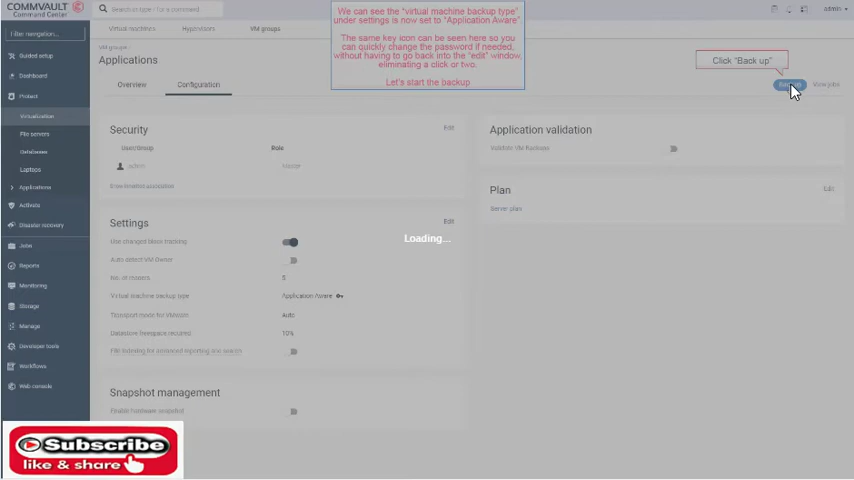 COMMVAULT
Command Center
Search or type / for a command
admin
Filter navigation...
Guided setup
Dashboard
Protect
Virtualization
File servers
Databases
Laptops
Applications
Activate
Disaster recovery
Jobs
Reports
Monitoring
Storage
Manage
Developer tools
Workflows
Web console
Virtual machines
Hypervisors
VM groups
VM groups /
Applications
Overview
Configuration
We can see the "virtual machine backup type"
under settings is now set to "Application Aware".
The same key icon can be seen here so you
can quickly change the password if needed,
without having to go back into the "edit" window,
eliminating a click or two.
Let's start the backup
Click "Back up"
View jobs
Security
Edit
User/Group
Role
admin
Master
Settings
Edit
Use changed block tracking
Auto detect VM Owner
No. of readers
5
Virtual machine backup type
Application Aware
Transport mode for VMware
Auto
Datastore freespace required
10%
File indexing for enhanced reporting and search
Snapshot management
Enable hardware snapshot
Application validation
Validate VM backups
Plan
Edit
Server plan
Loading...
Subscribe
like & share